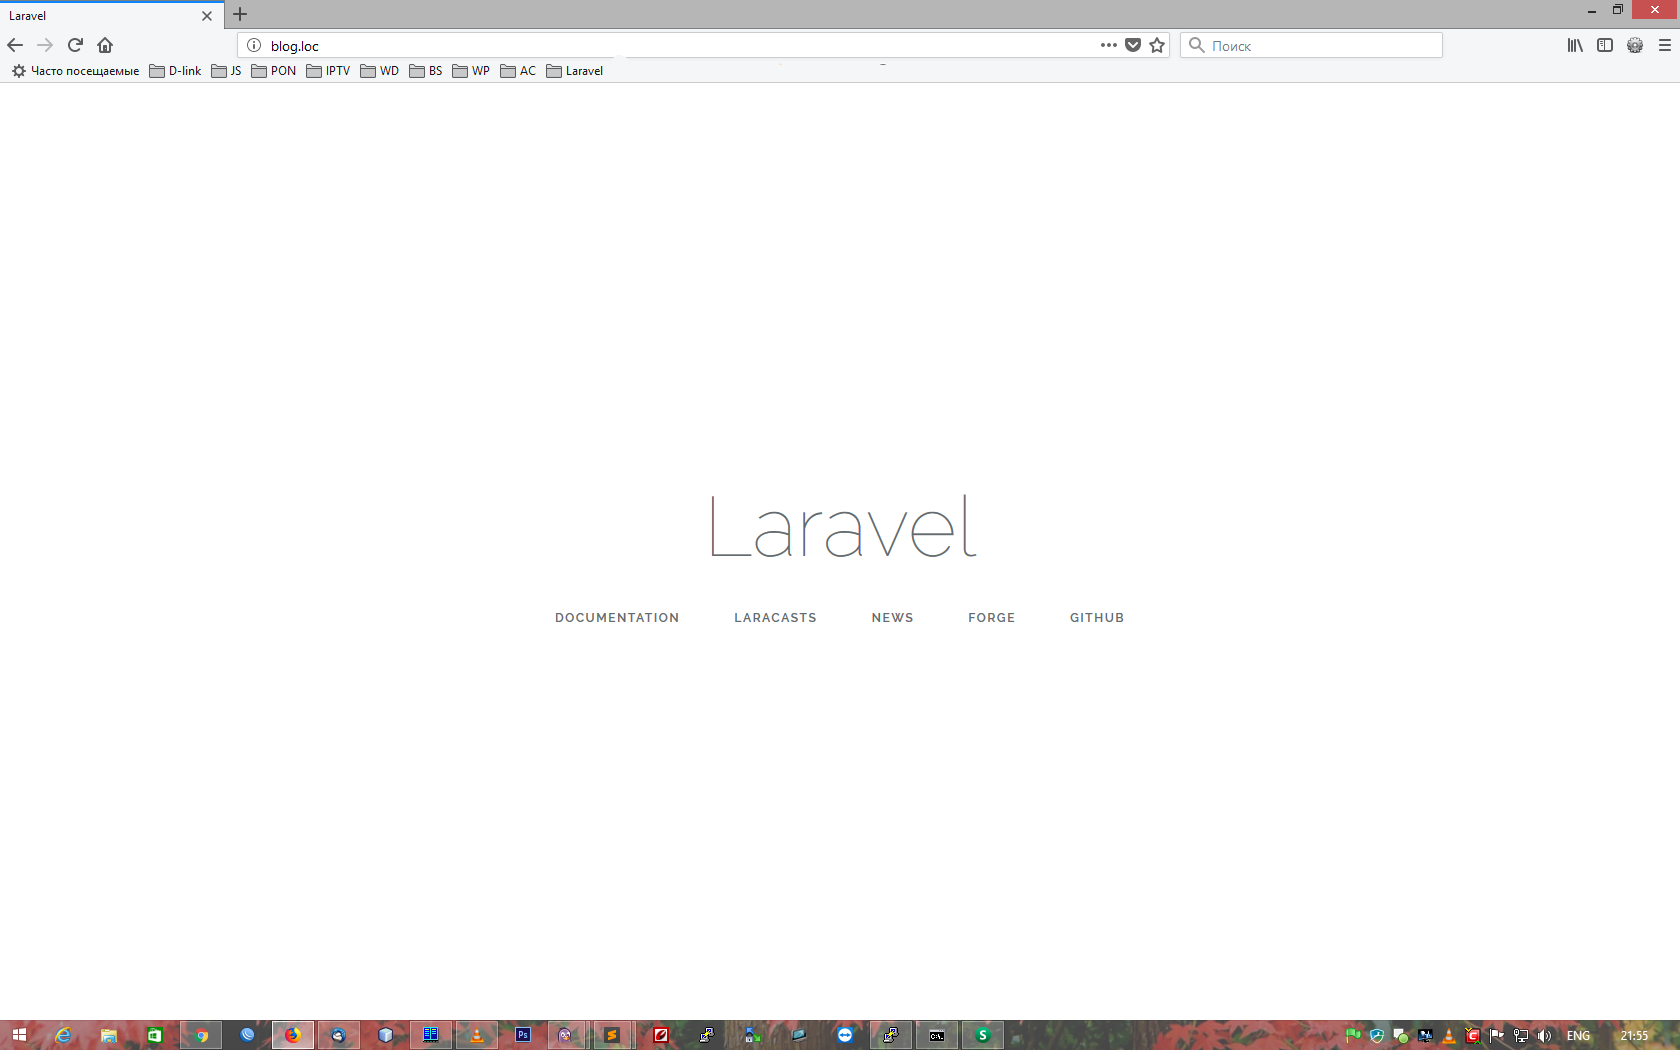 Laravel
blog.loc
Поиск
Часто посещаемые D-link JS PON IPTV WD BS WP AC Laravel
Laravel
DOCUMENTATION LARACASTS NEWS FORGE GITHUB
Ps S ENG 21:55